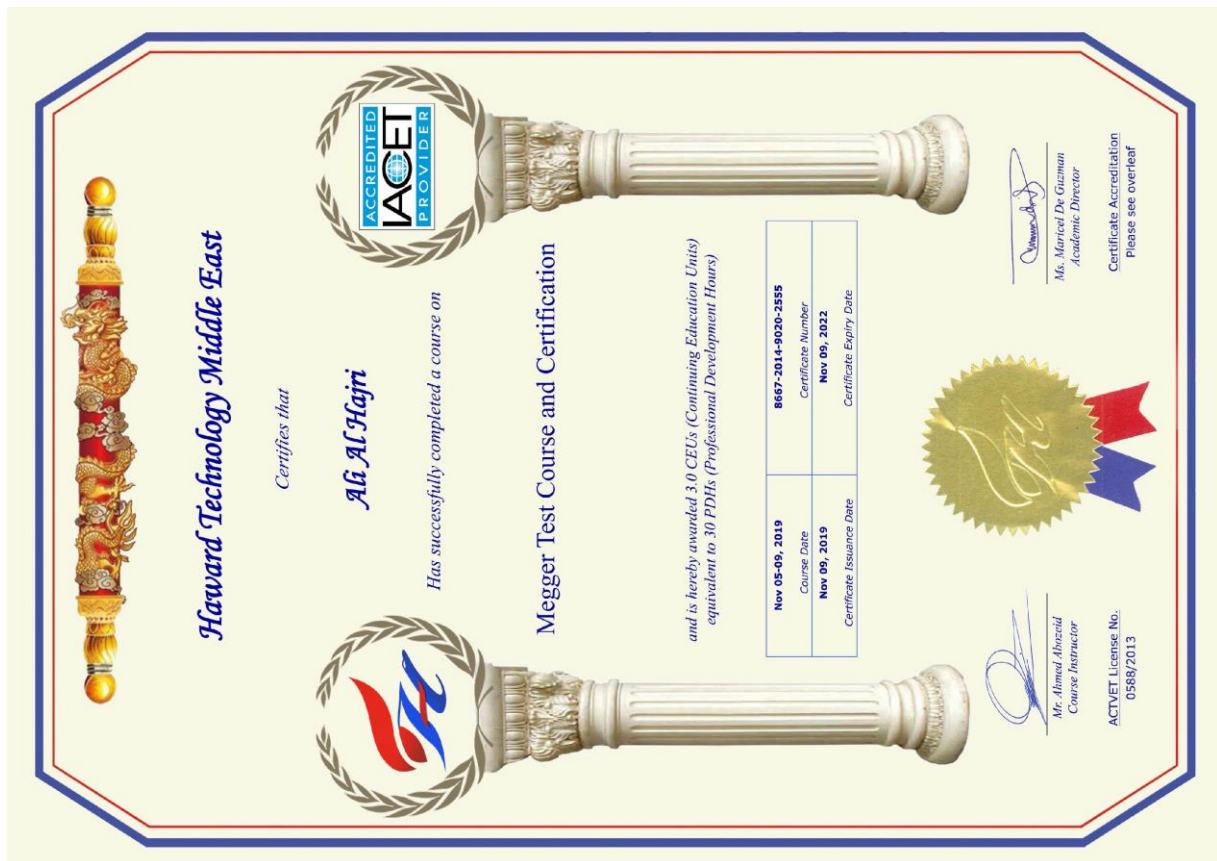 ACCREDITED
IACET
PROVIDER
Haward Technology Middle East
Certifies that
Ali Al Hajri
Has successfully completed a course on
Megger Test Course and Certification
and is hereby awarded 3.0 CEUs (Continuing Education Units)
equivalent to 30 PDHs (Professional Development Hours)
Nov 05-09, 2019
8667-2014-9020-2555
Course Date
Certificate Number
Nov 09, 2019
Nov 09, 2022
Certificate Issuance Date
Certificate Expiry Date
Mr. Ahmed Abozeid
Course Instructor
Ms. Maricel De Guzman
Academic Director
ACTVET License No.
0588/2013
Certificate Accreditation
Please see overleaf